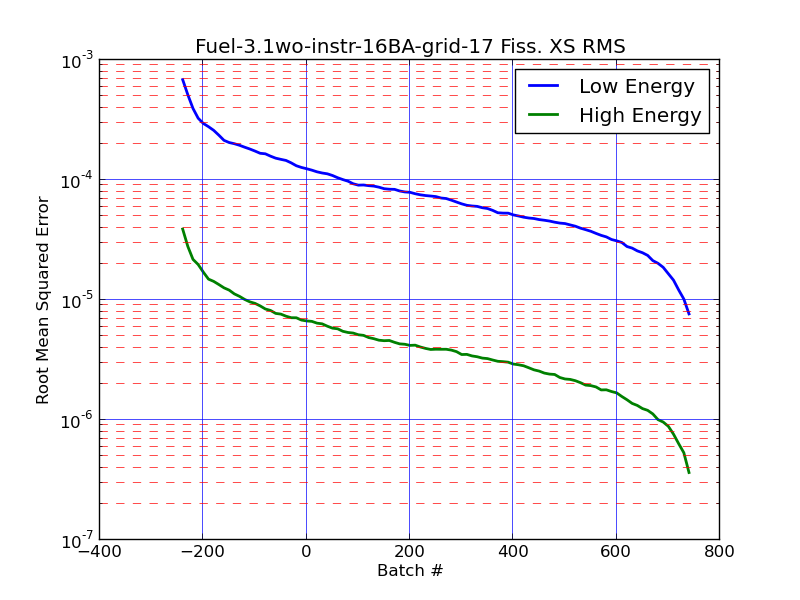 Fuel-3.1wo-instr-16BA-grid-17 Fiss. XS RMS
Low Energy
High Energy
Root Mean Squared Error
10^-3
10^-4
10^-5
10^-6
10^-7
−400 −200 0 200 400 600 800
Batch #